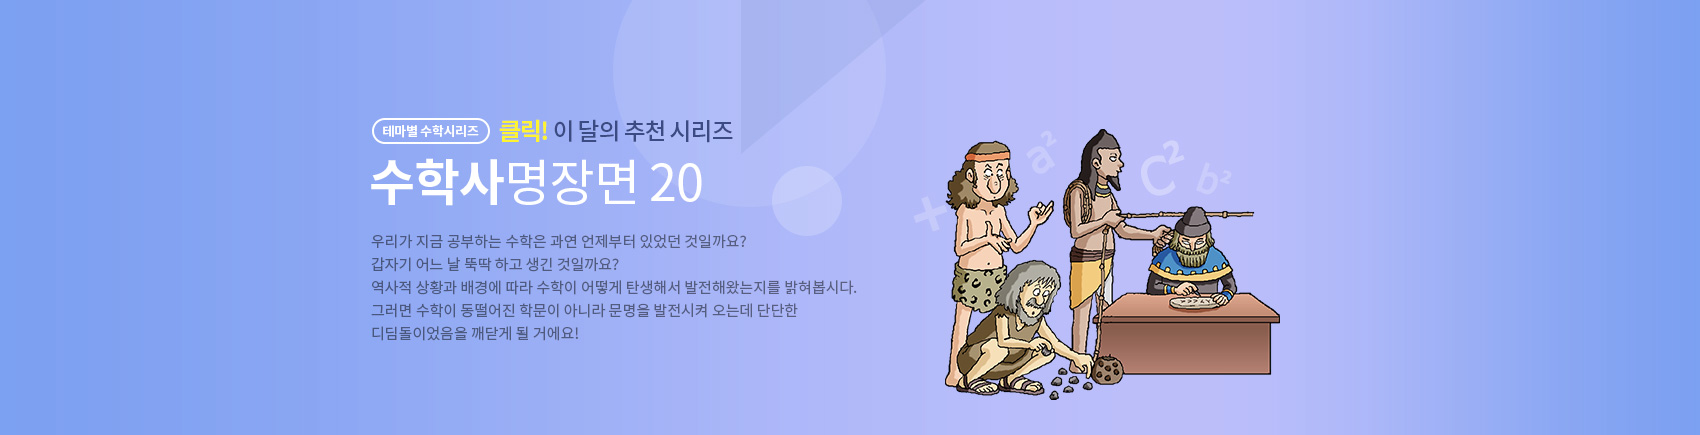 테마별 수학시리즈 클릭! 이 달의 추천 시리즈
수학사명장면 20
우리가 지금 공부하는 수학은 과연 언제부터 있었던 것일까요?
갑자기 어느 날 뚝딱 하고 생긴 것일까요?
역사적 상황과 배경에 따라 수학이 어떻게 탄생해서 발전해왔는지를 밝혀봅시다.
그러면 수학이 동떨어진 학문이 아니라 문명을 발전시켜 오는데 단단한
디딤돌이었음을 깨닫게 될 거에요!
+ a² C² b²